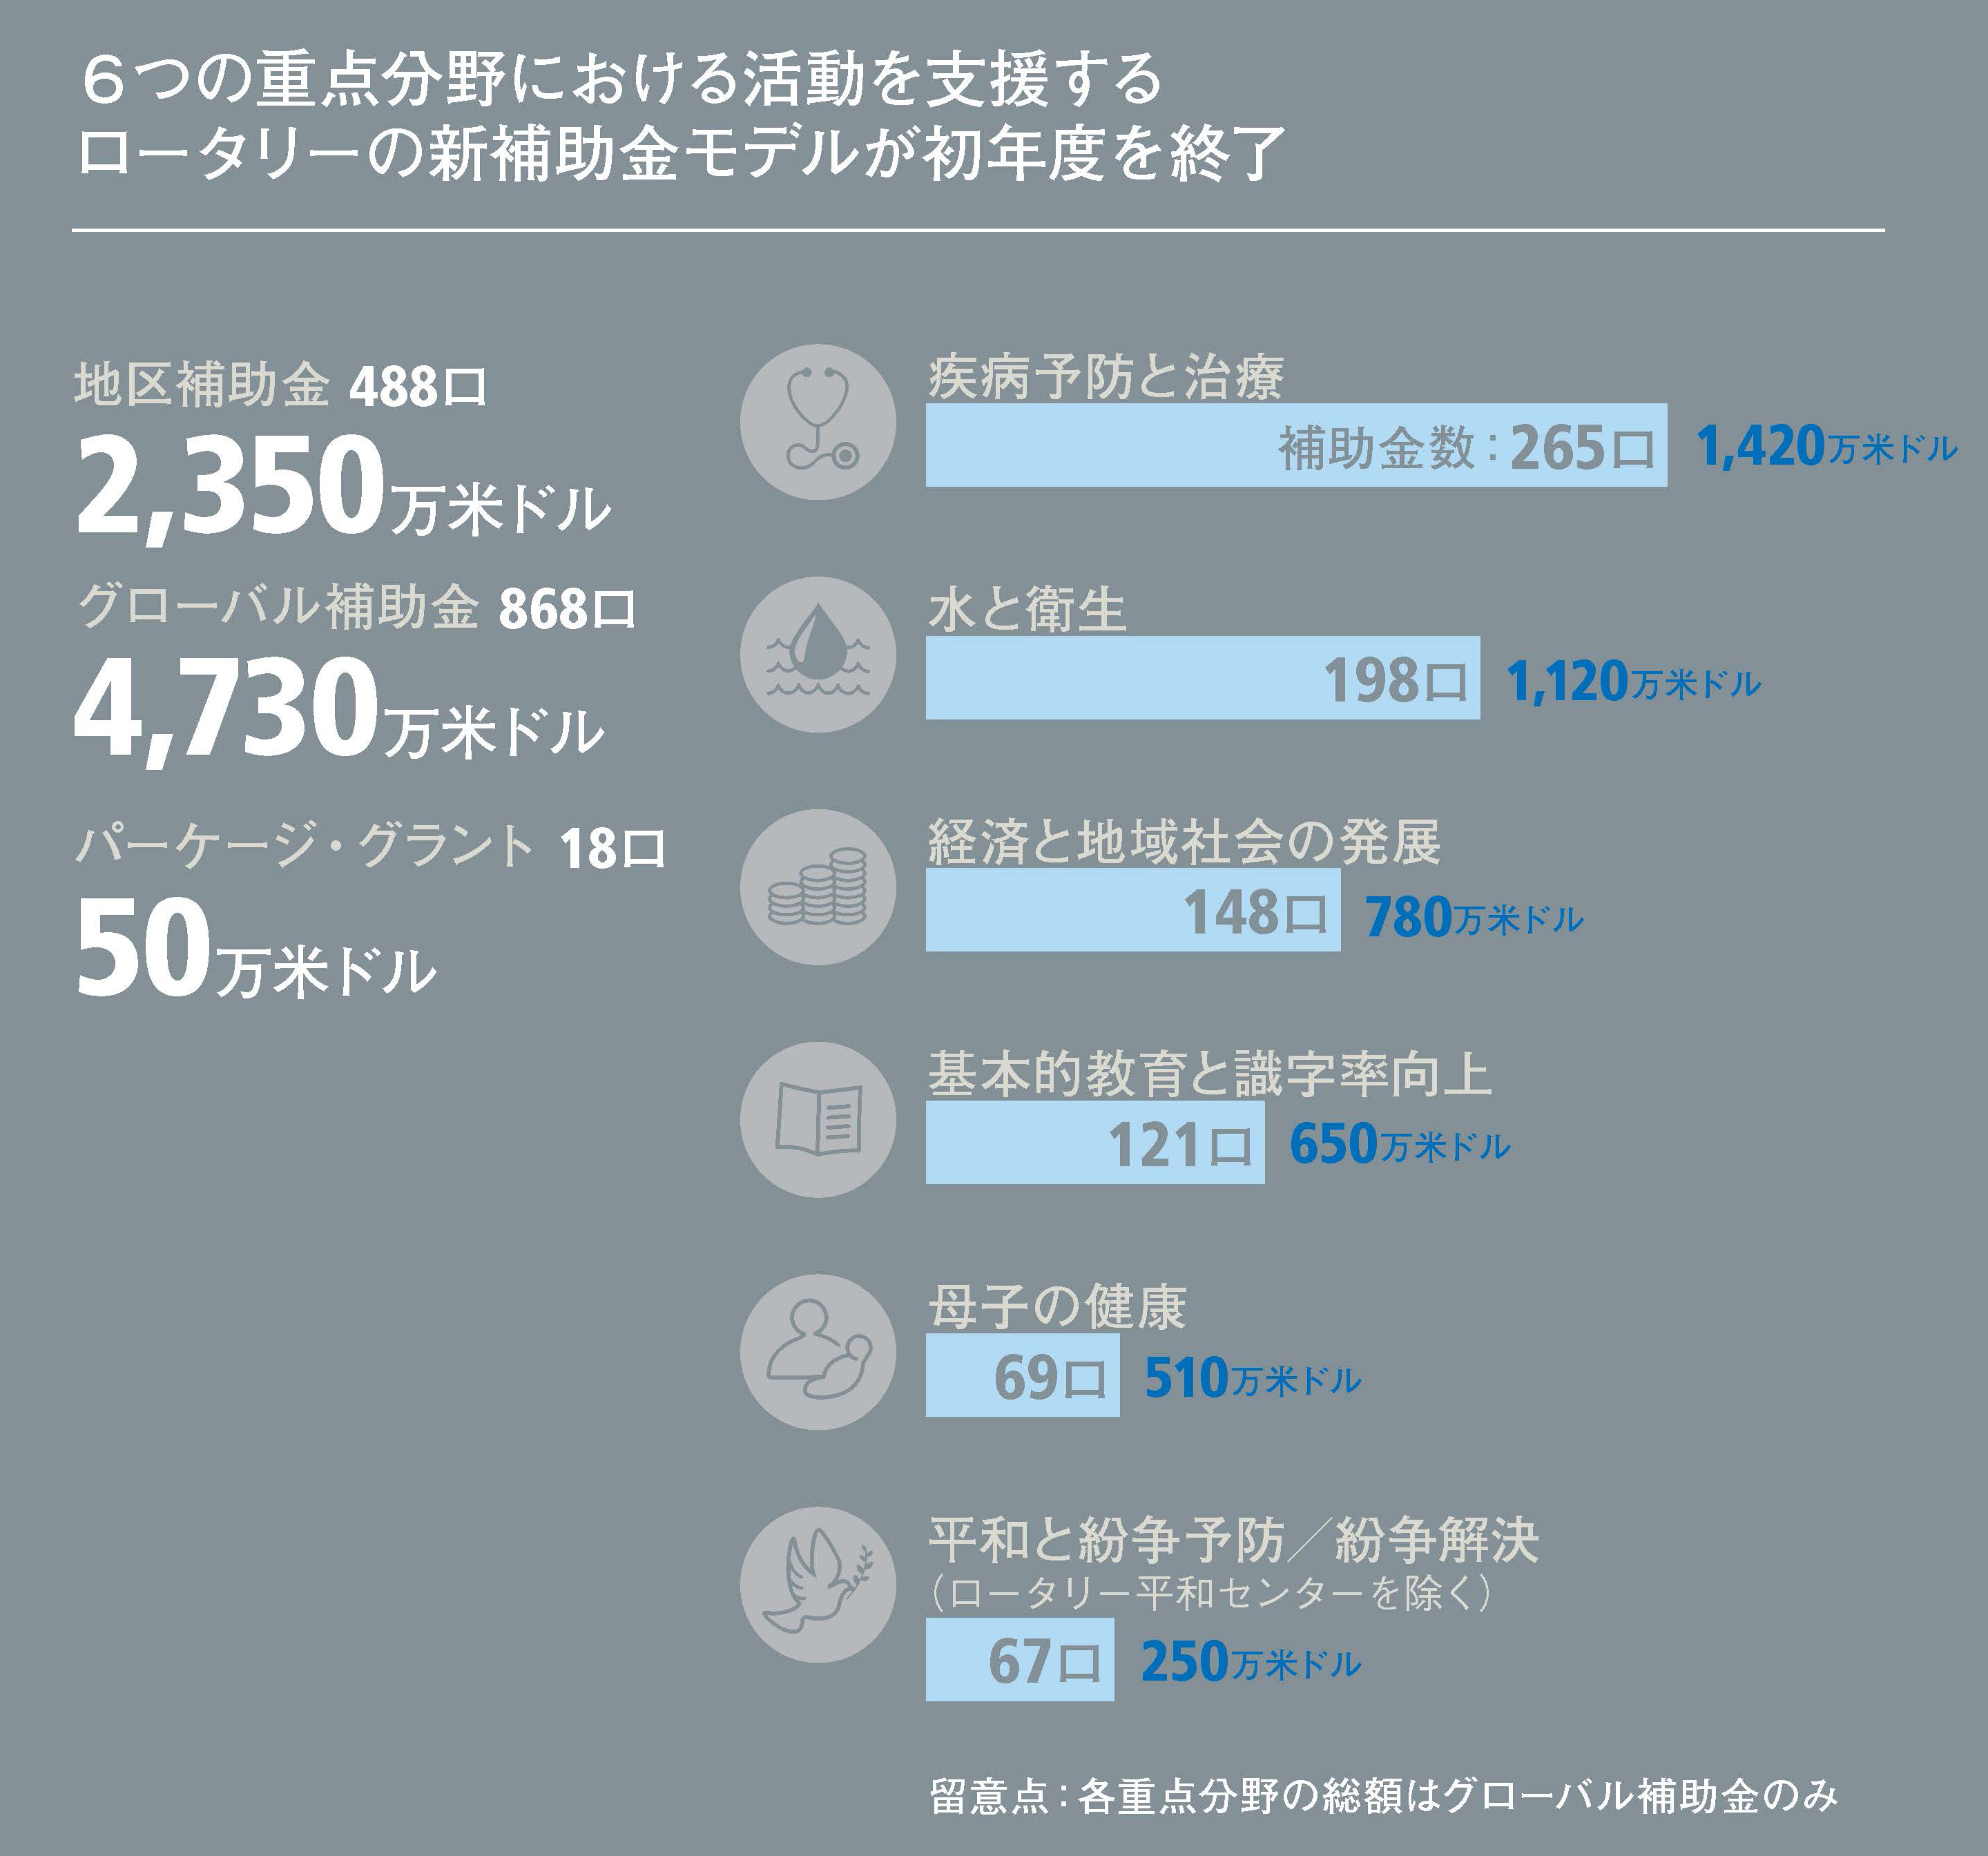 6つの重点分野における活動を支援する
ロータリーの新補助金モデルが初年度を終了
地区補助金 488口
2,350万米ドル
グローバル補助金 868口
4,730万米ドル
パーケージ・グラント 18口
50万米ドル
疾病予防と治療
補助金数：265口 1,420万米ドル
水と衛生
198口 1,120万米ドル
経済と地域社会の発展
148口 780万米ドル
基本的教育と識字率向上
121口 650万米ドル
母子の健康
69口 510万米ドル
平和と紛争予防／紛争解決
（ロータリー平和センターを除く）
67口 250万米ドル
留意点：各重点分野の総額はグローバル補助金のみ